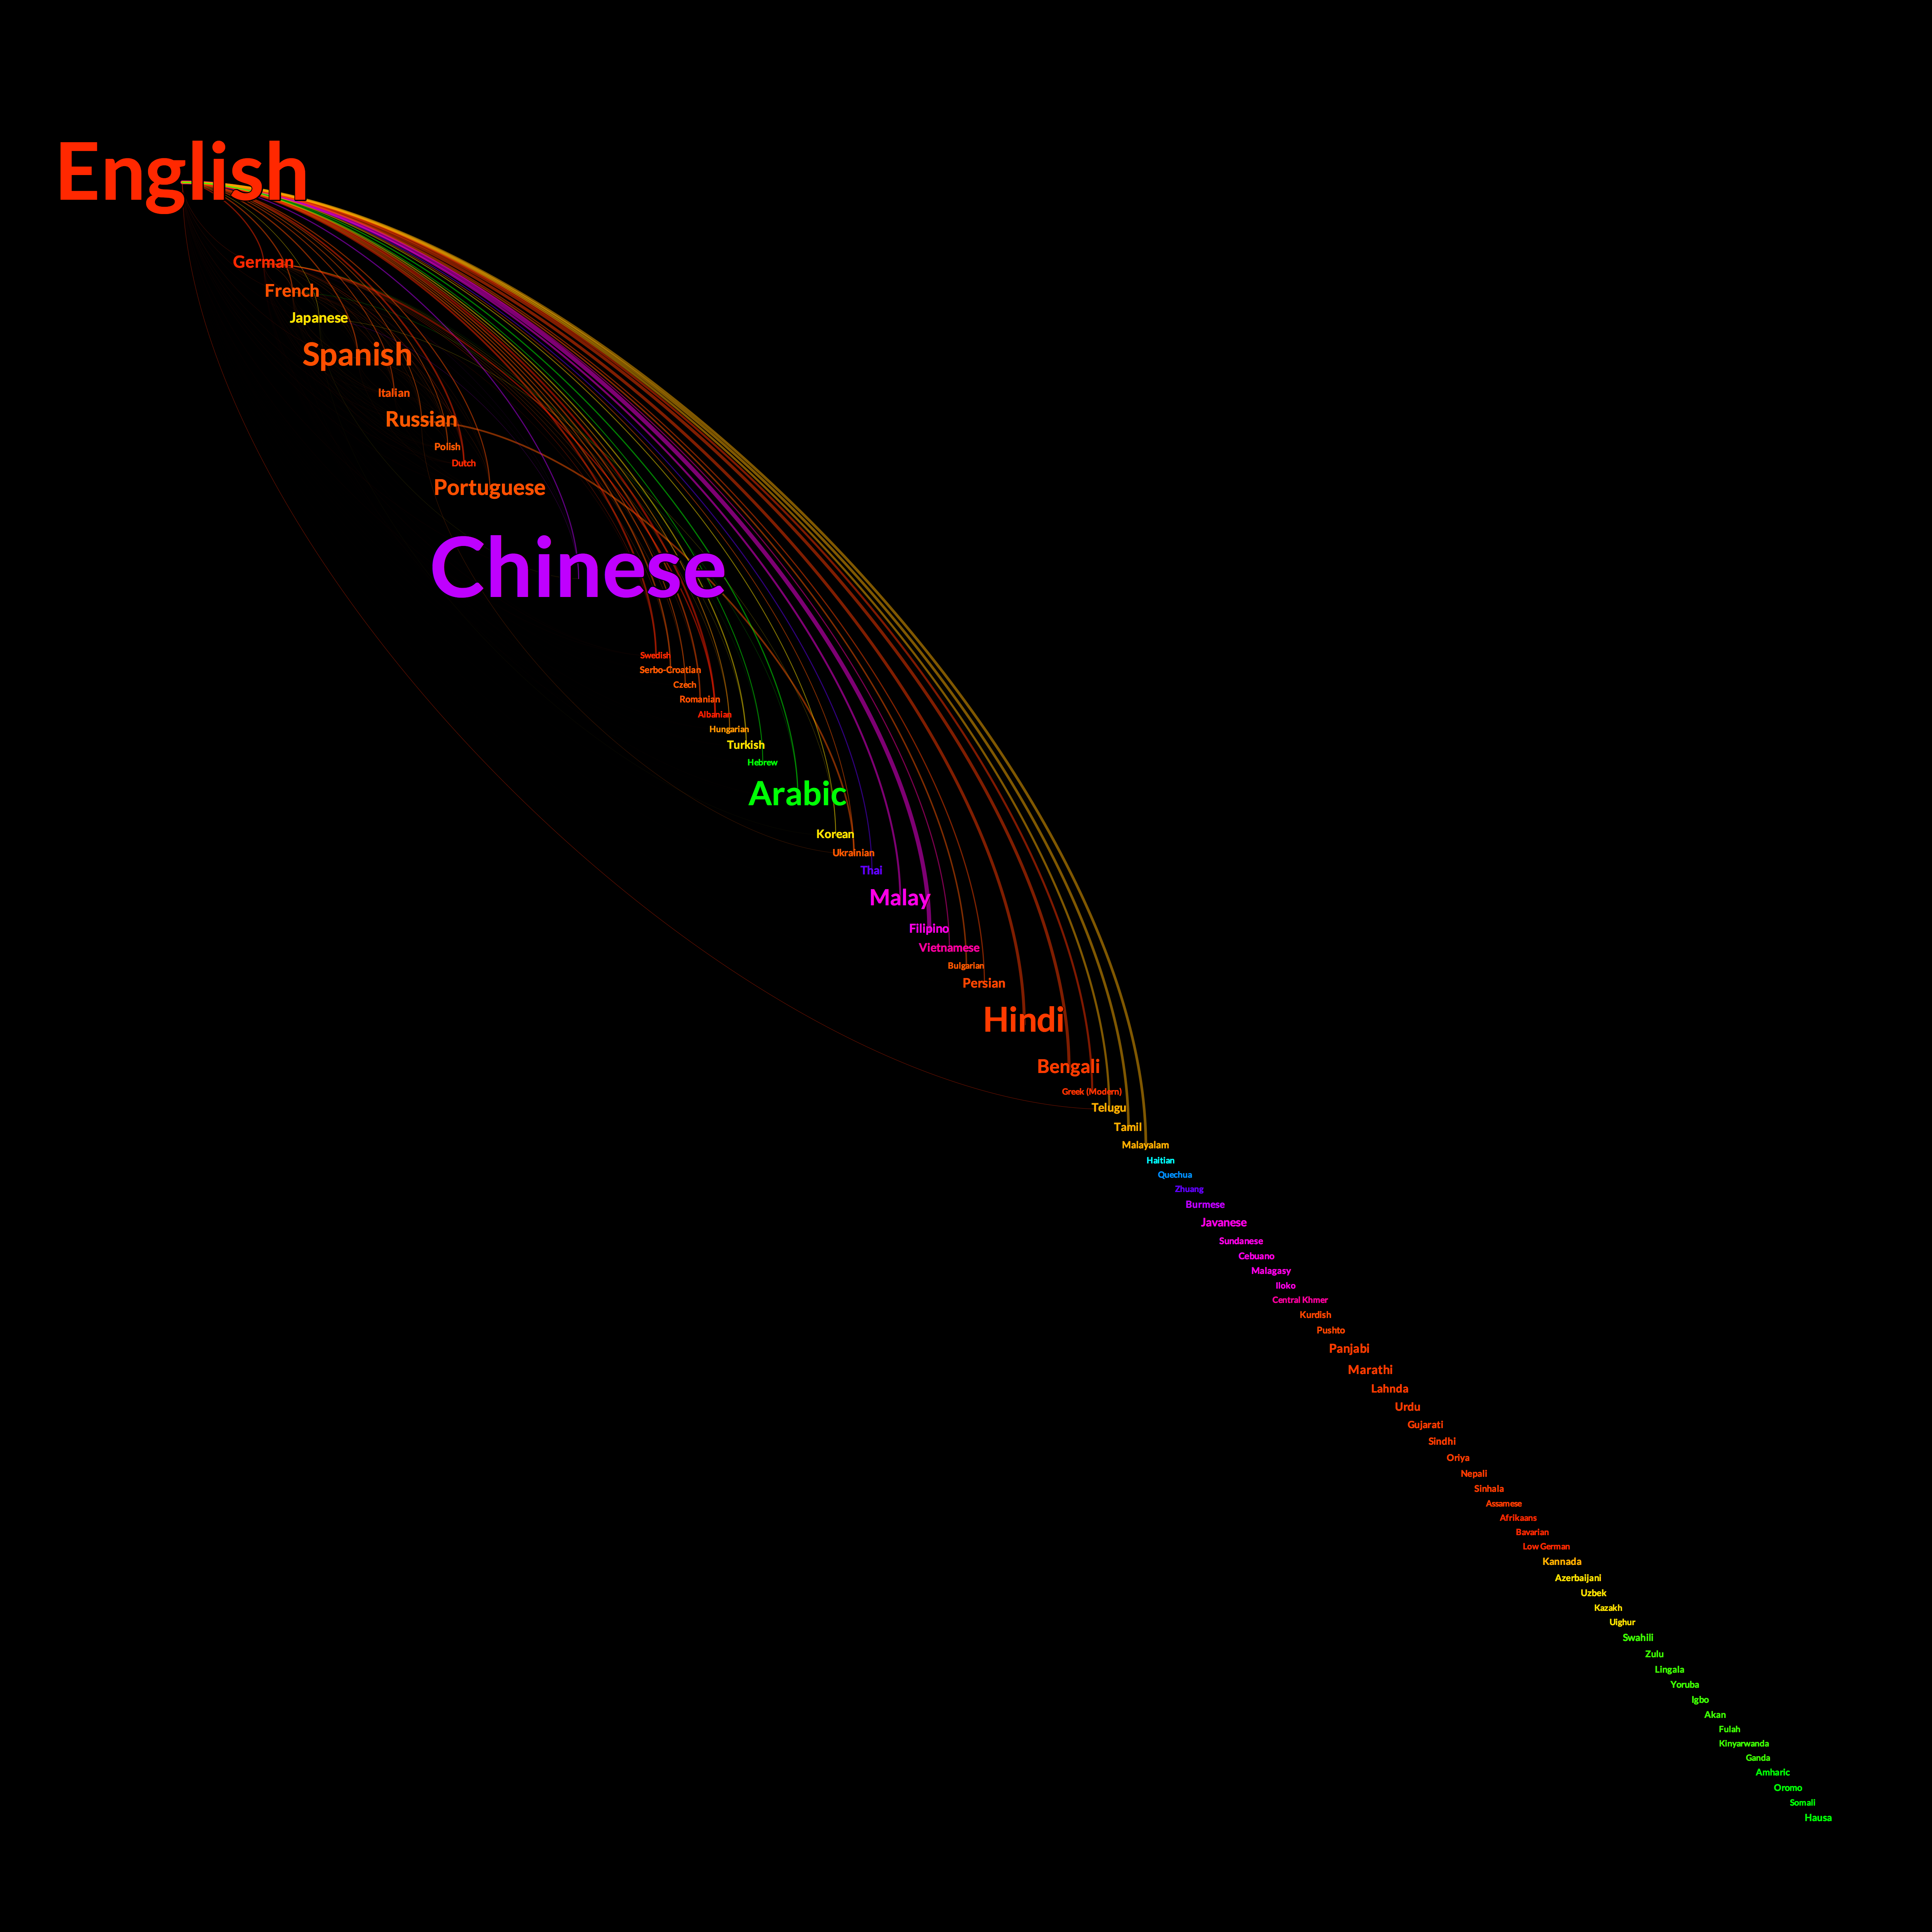 English
German
French
Japanese
Spanish
Italian
Russian
Polish
Dutch
Portuguese
Chinese
Swedish
Serbo-Croatian
Czech
Romanian
Albanian
Hungarian
Turkish
Hebrew
Arabic
Korean
Ukrainian
Thai
Malay
Filipino
Vietnamese
Bulgarian
Persian
Hindi
Bengali
Greek (Modern)
Telugu
Tamil
Malayalam
Haitian
Quechua
Zhuang
Burmese
Javanese
Sundanese
Cebuano
Malagasy
Iloko
Central Khmer
Kurdish
Pushto
Panjabi
Marathi
Lahnda
Urdu
Gujarati
Sindhi
Oriya
Nepali
Sinhala
Assamese
Afrikaans
Bavarian
Low German
Kannada
Azerbaijani
Uzbek
Kazakh
Uighur
Swahili
Zulu
Lingala
Yoruba
Igbo
Akan
Fulah
Kinyarwanda
Ganda
Amharic
Oromo
Somali
Hausa